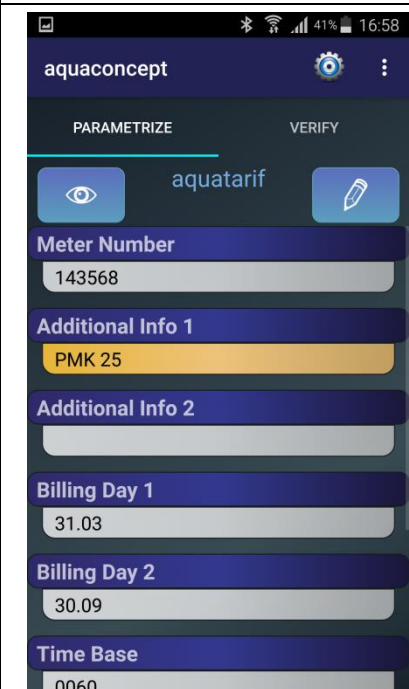 41% 16:58
aquaconcept
PARAMETRIZE VERIFY
aquatarif
Meter Number
143568
Additional Info 1
PMK 25
Additional Info 2
Billing Day 1
31.03
Billing Day 2
30.09
Time Base
0060